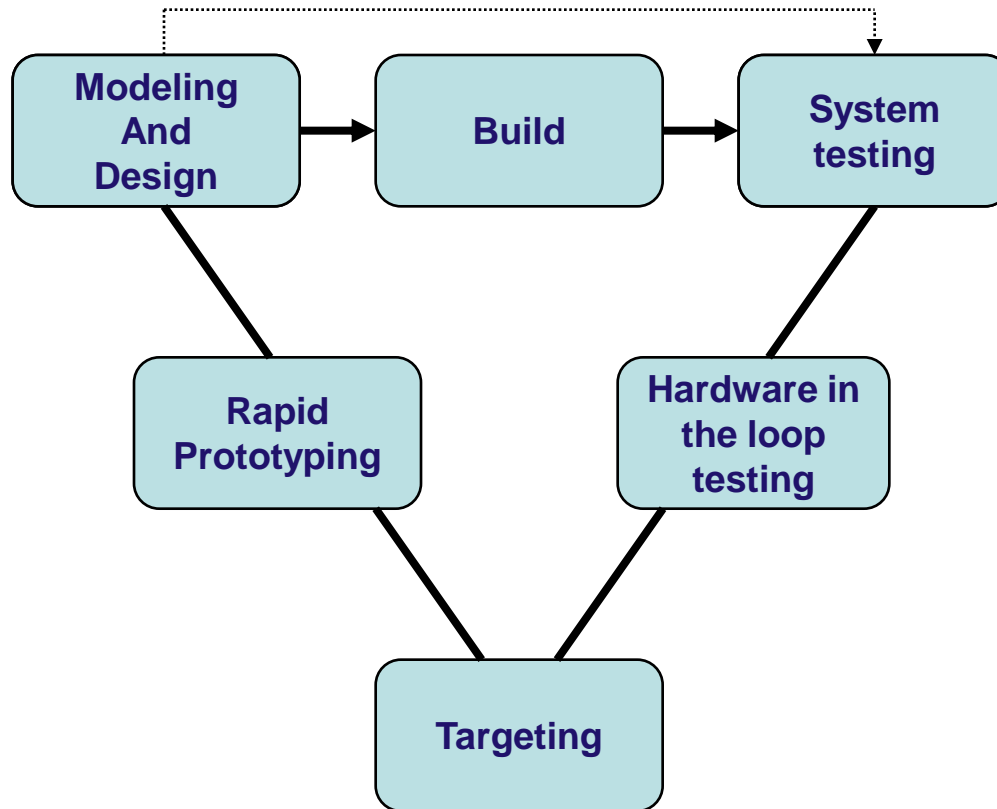 Modeling
And
Design
Build
System
testing
Rapid
Prototyping
Hardware in
the loop
testing
Targeting